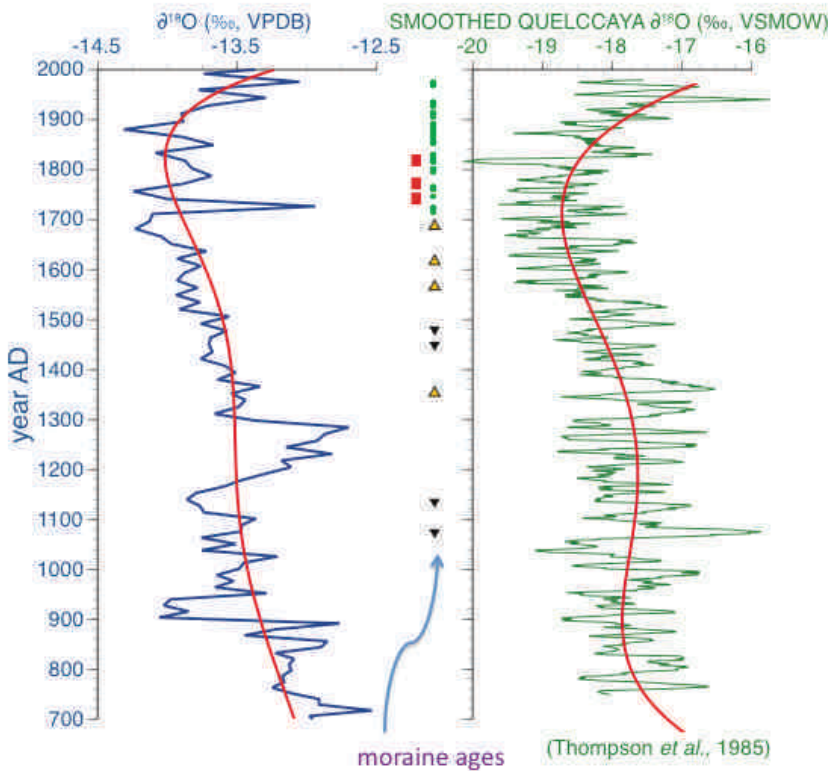 ∂¹⁸O (‰, VPDB)
SMOOTHED QUELCCAYA ∂¹⁸O (‰, VSMOW)
-14.5 -13.5 -12.5 -20 -19 -18 -17 -16
2000
1900
1800
1700
1600
1500
1400
1300
1200
1100
1000
900
800
700
year AD
moraine ages
(Thompson et al., 1985)